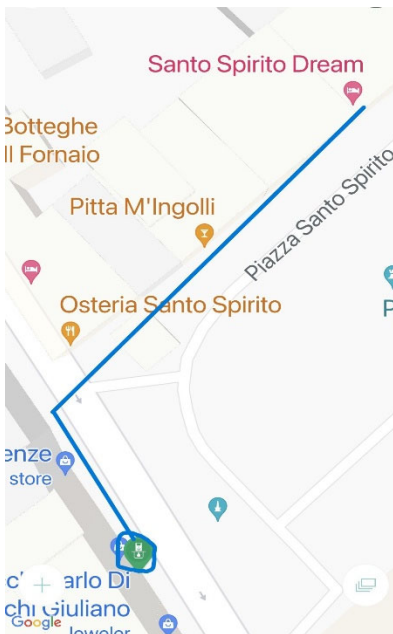 Santo Spirito Dream
Botteghe
Il Fornaio
Pitta M'Ingolli
Piazza Santo Spirito
Osteria Santo Spirito
P
enze
store
arlo Di
chi Giuliano
Google
Jeweler